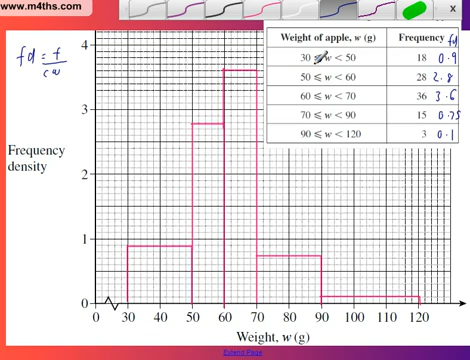 www.m4ths.com
x
fd = f
cw
Weight of apple, w (g) Frequency fd
30 ⩽ w < 50 18 0.9
50 ⩽ w < 60 28 2.8
60 ⩽ w < 70 36 3.6
70 ⩽ w < 90 15 0.75
90 ⩽ w < 120 3 0.1
4
3
Frequency
density
2
1
0
0 30 40 50 60 70 80 90 100 110 120
Weight, w (g)
Extend Page